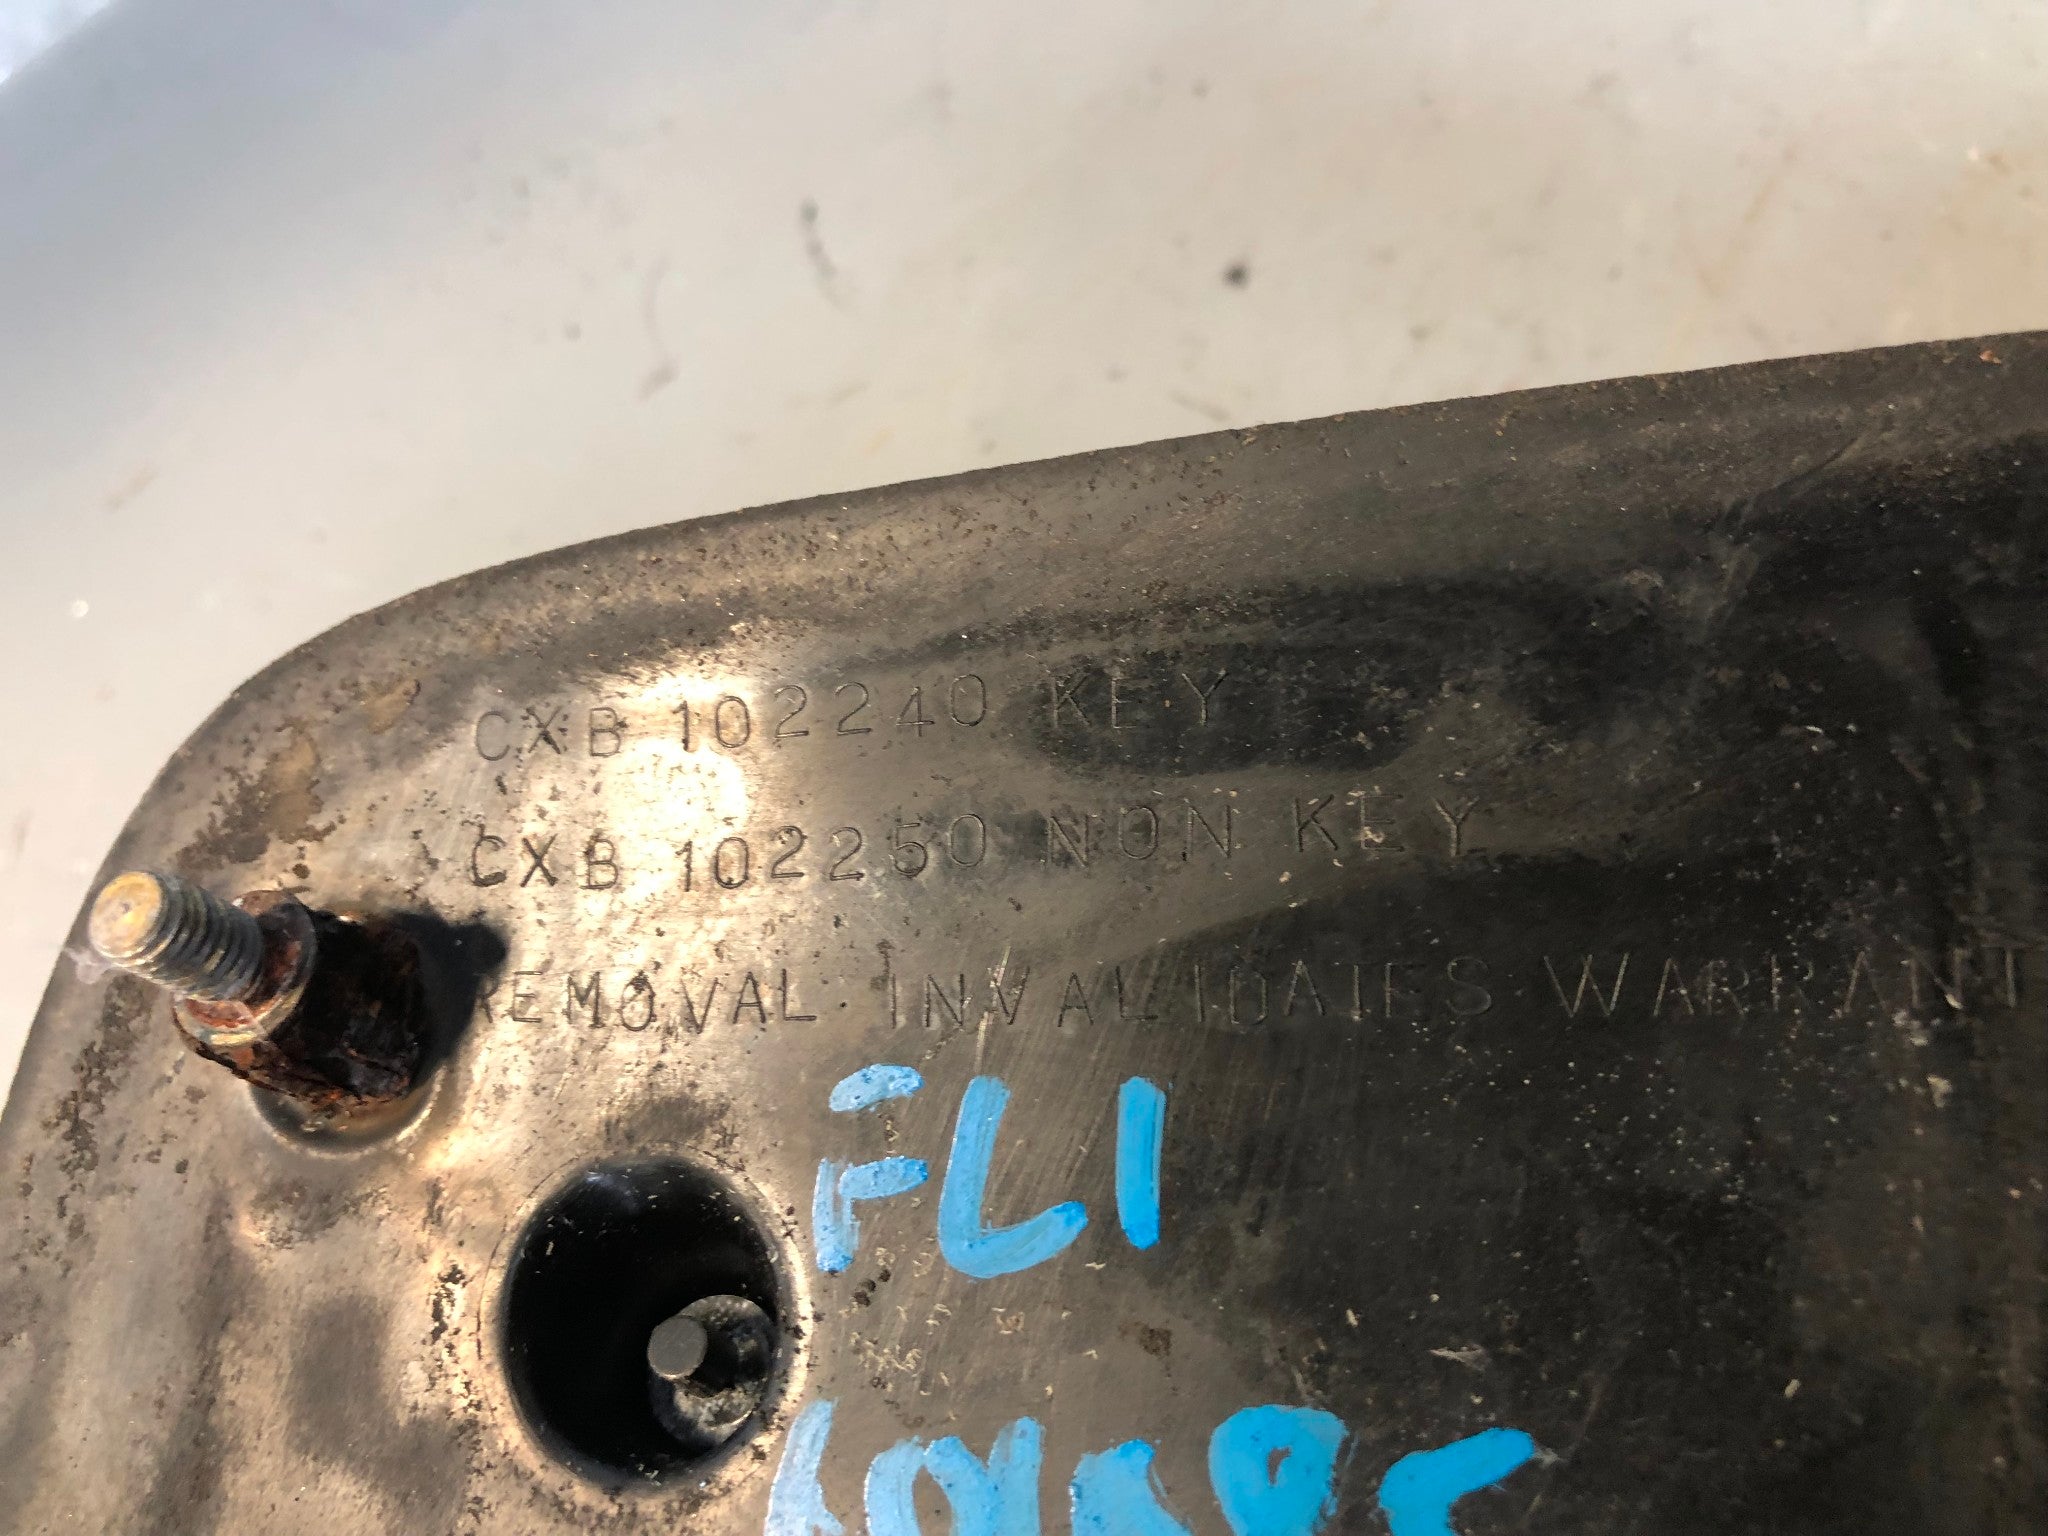 CXB 102240 KEY
CXB 102250 NON KEY
REMOVAL INVALIDATES WARRANT
FL1